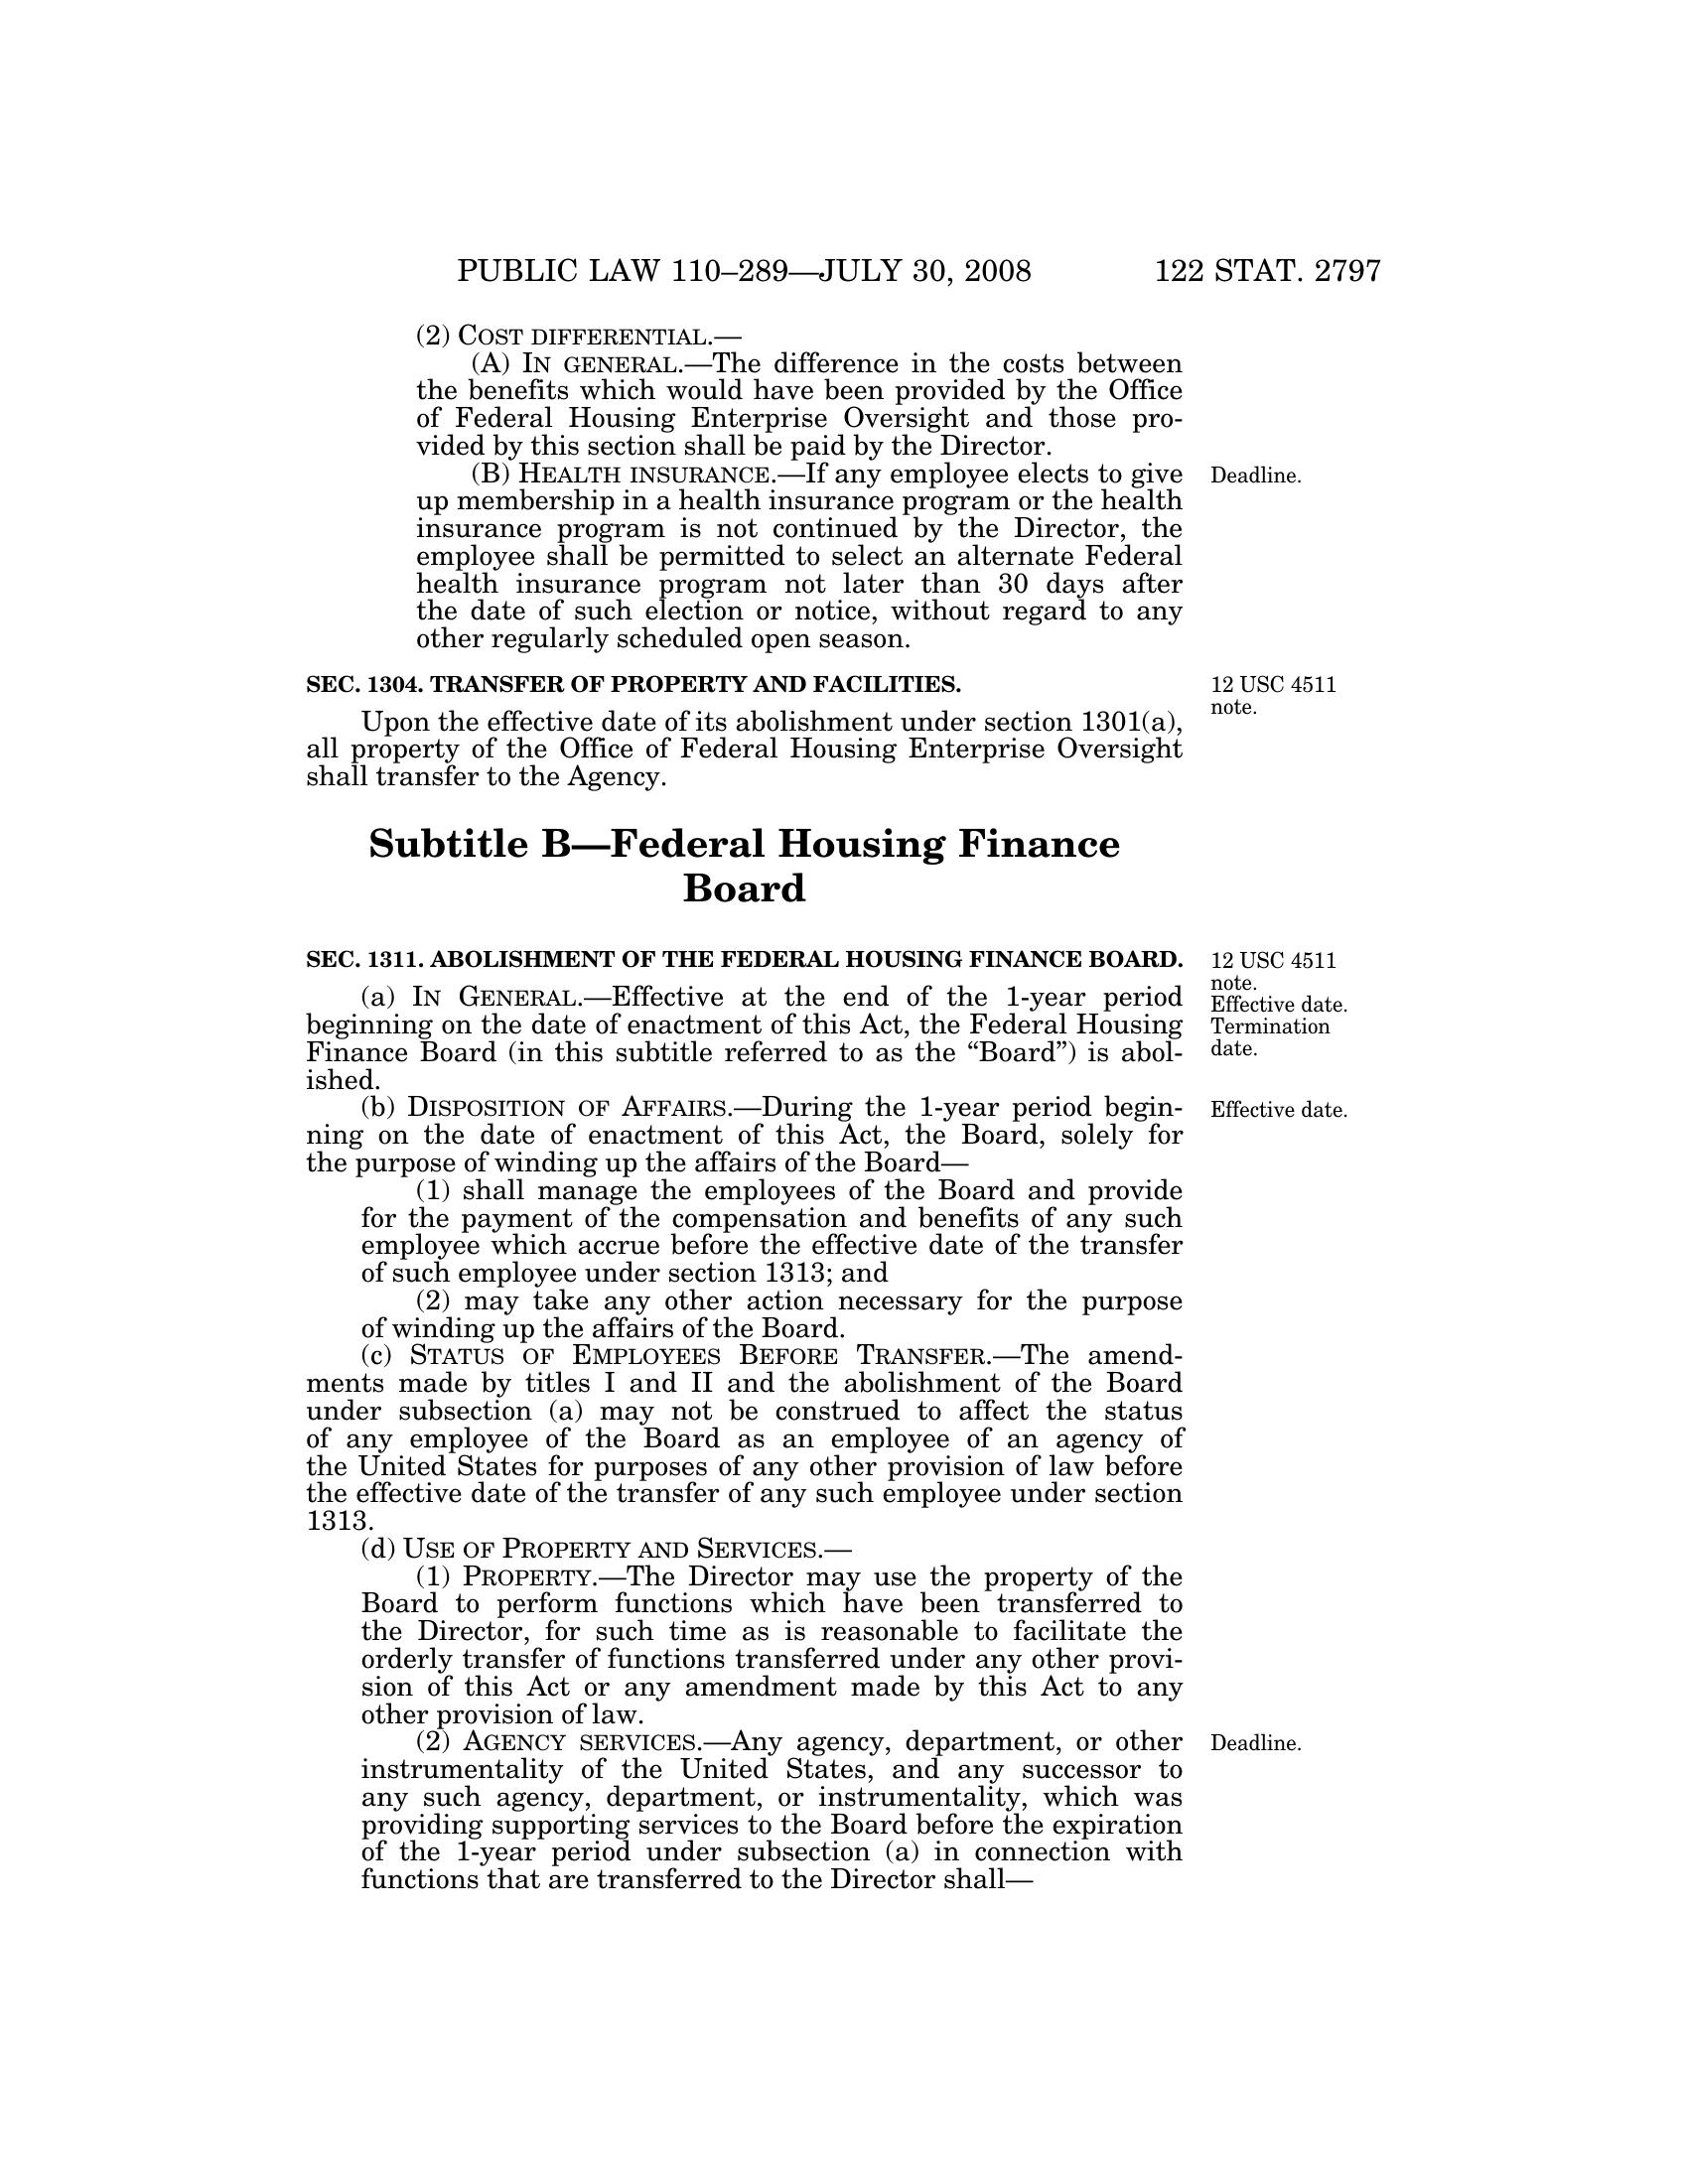 PUBLIC LAW 110–289—JULY 30, 2008 122 STAT. 2797
(2) COST DIFFERENTIAL.—
(A) IN GENERAL.—The difference in the costs between
the benefits which would have been provided by the Office
of Federal Housing Enterprise Oversight and those pro-
vided by this section shall be paid by the Director.
(B) HEALTH INSURANCE.—If any employee elects to give
up membership in a health insurance program or the health
insurance program is not continued by the Director, the
employee shall be permitted to select an alternate Federal
health insurance program not later than 30 days after
the date of such election or notice, without regard to any
other regularly scheduled open season.
Deadline.
SEC. 1304. TRANSFER OF PROPERTY AND FACILITIES.
12 USC 4511
note.
Upon the effective date of its abolishment under section 1301(a),
all property of the Office of Federal Housing Enterprise Oversight
shall transfer to the Agency.
Subtitle B—Federal Housing Finance
Board
SEC. 1311. ABOLISHMENT OF THE FEDERAL HOUSING FINANCE BOARD.
12 USC 4511
note.
Effective date.
Termination
date.
(a) IN GENERAL.—Effective at the end of the 1-year period
beginning on the date of enactment of this Act, the Federal Housing
Finance Board (in this subtitle referred to as the “Board”) is abol-
ished.
(b) DISPOSITION OF AFFAIRS.—During the 1-year period begin-
ning on the date of enactment of this Act, the Board, solely for
the purpose of winding up the affairs of the Board—
Effective date.
(1) shall manage the employees of the Board and provide
for the payment of the compensation and benefits of any such
employee which accrue before the effective date of the transfer
of such employee under section 1313; and
(2) may take any other action necessary for the purpose
of winding up the affairs of the Board.
(c) STATUS OF EMPLOYEES BEFORE TRANSFER.—The amend-
ments made by titles I and II and the abolishment of the Board
under subsection (a) may not be construed to affect the status
of any employee of the Board as an employee of an agency of
the United States for purposes of any other provision of law before
the effective date of the transfer of any such employee under section
1313.
(d) USE OF PROPERTY AND SERVICES.—
(1) PROPERTY.—The Director may use the property of the
Board to perform functions which have been transferred to
the Director, for such time as is reasonable to facilitate the
orderly transfer of functions transferred under any other provi-
sion of this Act or any amendment made by this Act to any
other provision of law.
(2) AGENCY SERVICES.—Any agency, department, or other
instrumentality of the United States, and any successor to
any such agency, department, or instrumentality, which was
providing supporting services to the Board before the expiration
of the 1-year period under subsection (a) in connection with
functions that are transferred to the Director shall—
Deadline.